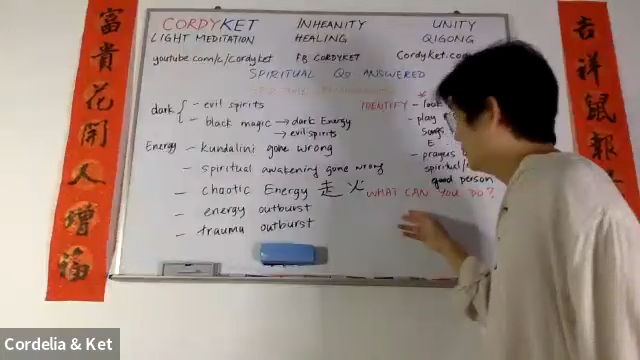 富貴花開人增福
CORDYKET
LIGHT MEDITATION
INHEANITY
HEALING
UNITY
QIGONG
youtube.com/c/cordyket
FB CORDYKET
Cordyket.com
SPIRITUAL Qs ANSWERED
dark { - evil spirits
- black magic → dark Energy
→ evil spirits
Energy - kundalini gone wrong
- spiritual awakening gone wrong
- chaotic Energy 走火
- energy outburst
- trauma outburst
IDENTIFY - look
- play
songs
E
- prayers
spiritual/
good person
WHAT CAN YOU DO?
吉祥鼠報
Cordelia & Ket